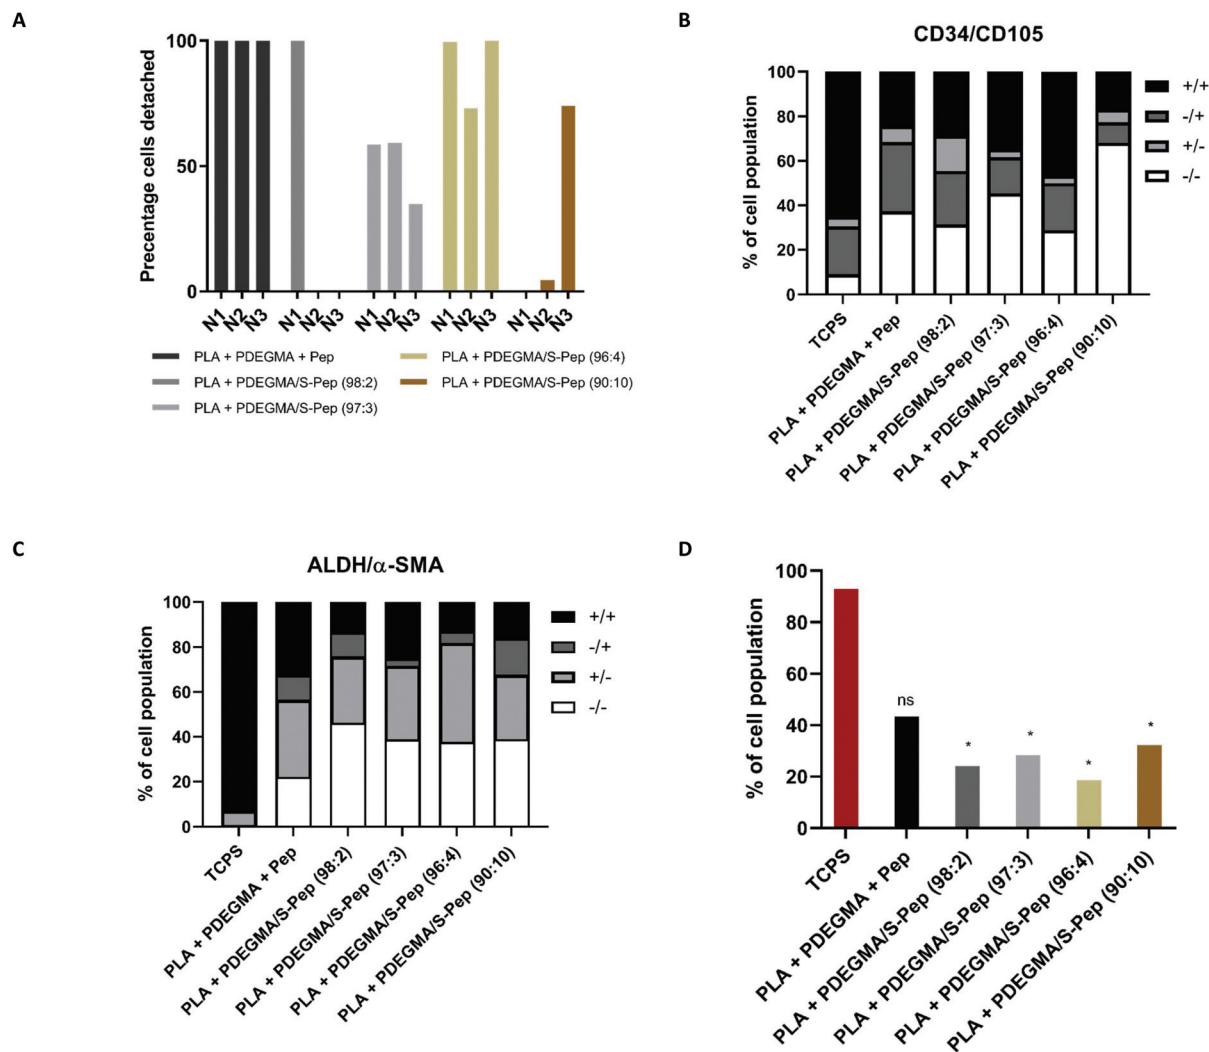 A
Precentage cells detached
100
50
0
N1 N2 N3 N1 N2 N3 N1 N2 N3 N1 N2 N3 N1 N2 N3
PLA + PDEGMA + Pep
PLA + PDEGMA/S-Pep (98:2)
PLA + PDEGMA/S-Pep (97:3)
PLA + PDEGMA/S-Pep (96:4)
PLA + PDEGMA/S-Pep (90:10)
B
CD34/CD105
% of cell population
100
80
60
40
20
0
+/+
-/+
+/-
-/-
TCPS
PLA + PDEGMA + Pep
PLA + PDEGMA/S-Pep (98:2)
PLA + PDEGMA/S-Pep (97:3)
PLA + PDEGMA/S-Pep (96:4)
PLA + PDEGMA/S-Pep (90:10)
C
ALDH/α-SMA
% of cell population
100
80
60
40
20
0
+/+
-/+
+/-
-/-
TCPS
PLA + PDEGMA + Pep
PLA + PDEGMA/S-Pep (98:2)
PLA + PDEGMA/S-Pep (97:3)
PLA + PDEGMA/S-Pep (96:4)
PLA + PDEGMA/S-Pep (90:10)
D
% of cell population
100
80
60
40
20
0
ns
*
*
*
*
TCPS
PLA + PDEGMA + Pep
PLA + PDEGMA/S-Pep (98:2)
PLA + PDEGMA/S-Pep (97:3)
PLA + PDEGMA/S-Pep (96:4)
PLA + PDEGMA/S-Pep (90:10)